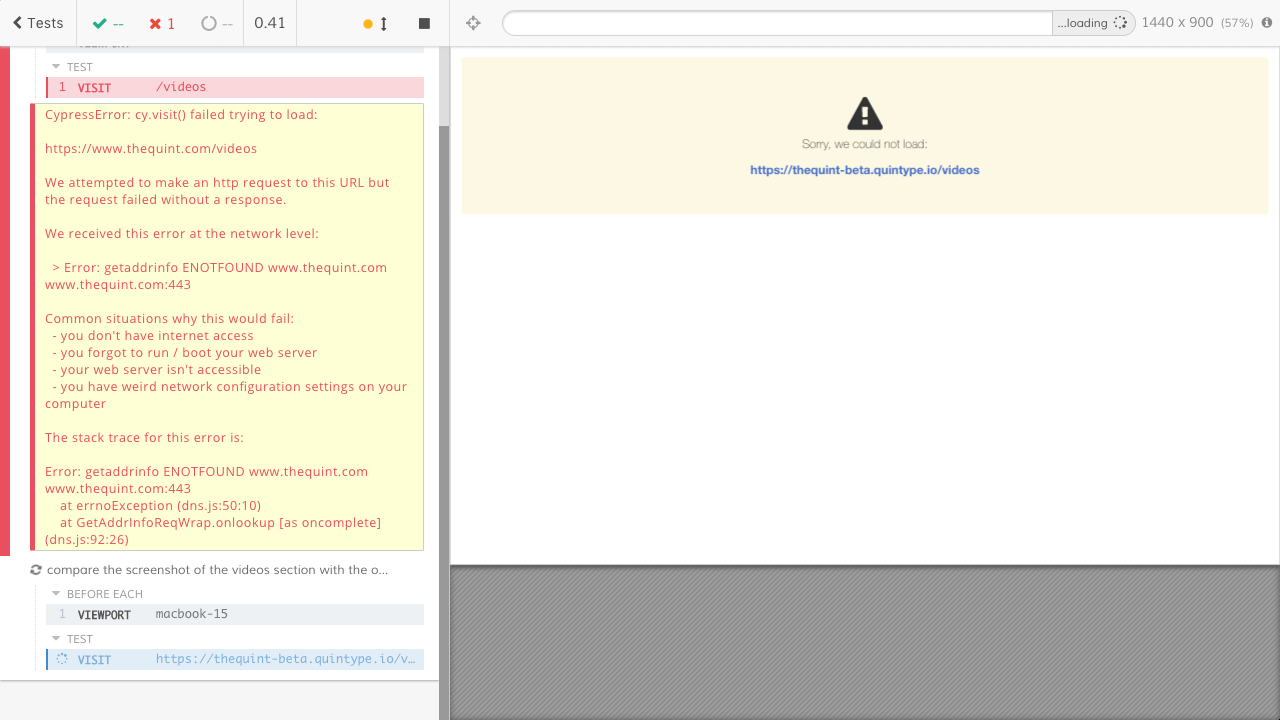 Tests
--
1
--
0.41
...loading
1440 x 900 (57%)
TEST
1 VISIT /videos
CypressError: cy.visit() failed trying to load:
https://www.thequint.com/videos
We attempted to make an http request to this URL but
the request failed without a response.
We received this error at the network level:
> Error: getaddrinfo ENOTFOUND www.thequint.com
www.thequint.com:443
Common situations why this would fail:
- you don't have internet access
- you forgot to run / boot your web server
- your web server isn't accessible
- you have weird network configuration settings on your
computer
The stack trace for this error is:
Error: getaddrinfo ENOTFOUND www.thequint.com
www.thequint.com:443
at errnoException (dns.js:50:10)
at GetAddrInfoReqWrap.onlookup [as oncomplete]
(dns.js:92:26)
compare the screenshot of the videos section with the o...
BEFORE EACH
1 VIEWPORT macbook-15
TEST
VISIT https://thequint-beta.quintype.io/v...
Sorry, we could not load:
https://thequint-beta.quintype.io/videos